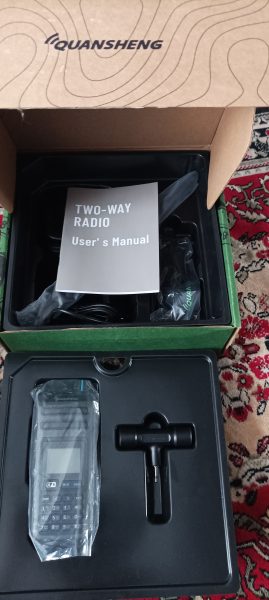 QUANSHENG
TWO-WAY
RADIO
User's Manual